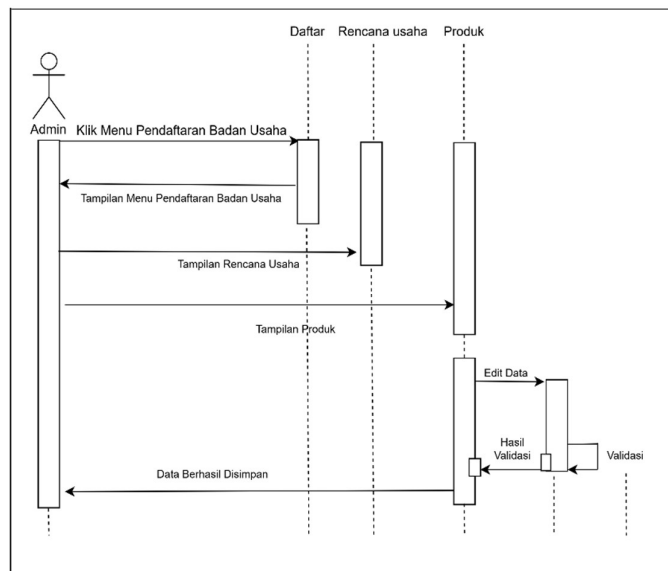 Daftar
Rencana usaha
Produk
Admin
Klik Menu Pendaftaran Badan Usaha
Tampilan Menu Pendaftaran Badan Usaha
Tampilan Rencana Usaha
Tampilan Produk
Edit Data
Hasil
Validasi
Validasi
Data Berhasil Disimpan